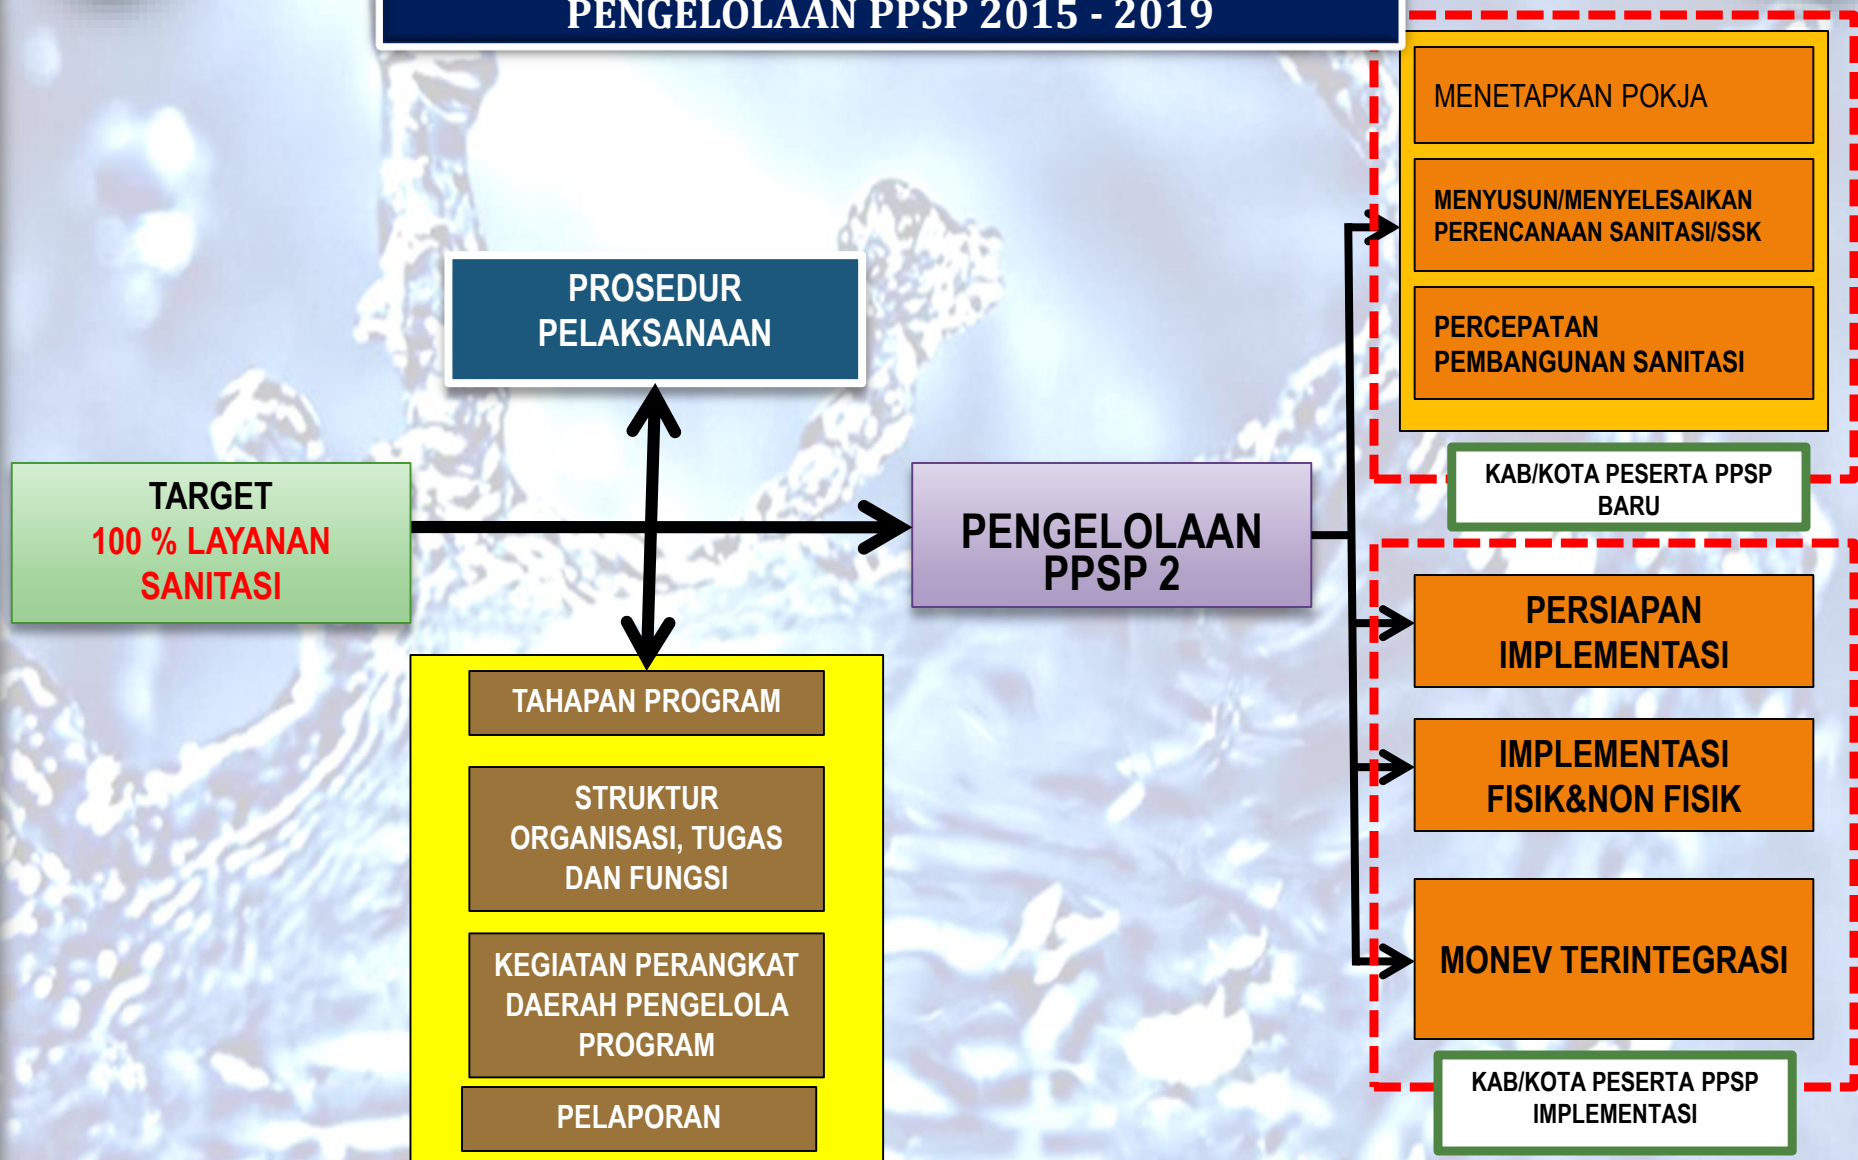 PENGELOLAAN PPSP 2015 - 2019
MENETAPKAN POKJA
MENYUSUN/MENYELESAIKAN
PERENCANAAN SANITASI/SSK
PERCEPATAN
PEMBANGUNAN SANITASI
KAB/KOTA PESERTA PPSP
BARU
PROSEDUR
PELAKSANAAN
TARGET
100 % LAYANAN
SANITASI
PENGELOLAAN
PPSP 2
PERSIAPAN
IMPLEMENTASI
IMPLEMENTASI
FISIK&NON FISIK
MONEV TERINTEGRASI
KAB/KOTA PESERTA PPSP
IMPLEMENTASI
TAHAPAN PROGRAM
STRUKTUR
ORGANISASI, TUGAS
DAN FUNGSI
KEGIATAN PERANGKAT
DAERAH PENGELOLA
PROGRAM
PELAPORAN